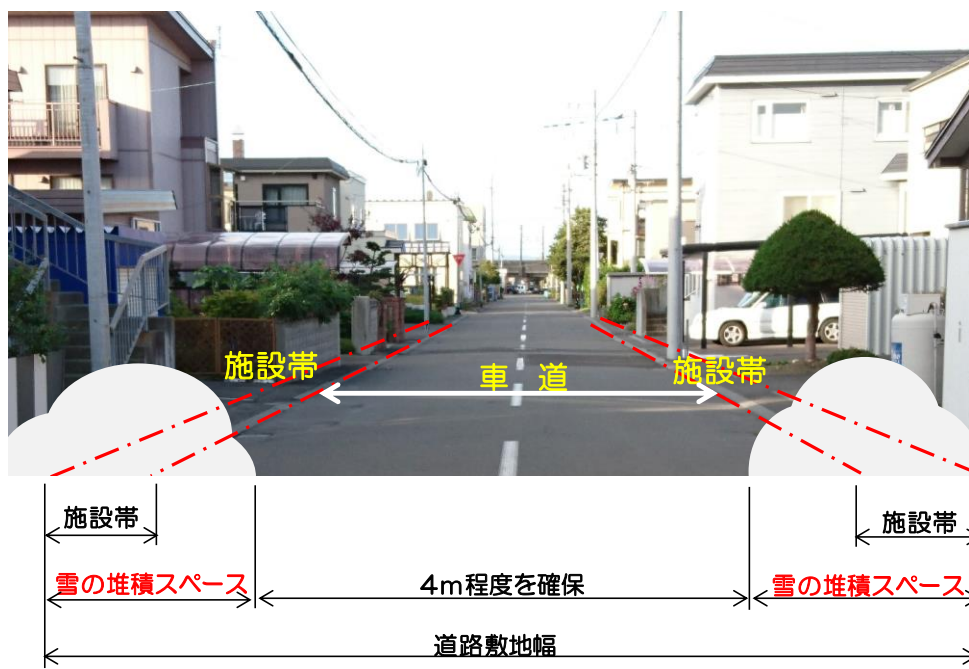 施設帯
車 道
施設帯
施設帯
施設帯
雪の堆積スペース
4m程度を確保
雪の堆積スペース
道路敷地幅